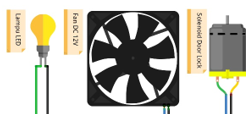 Lampu LED
Fan DC 12V
Solenoid Door Lock